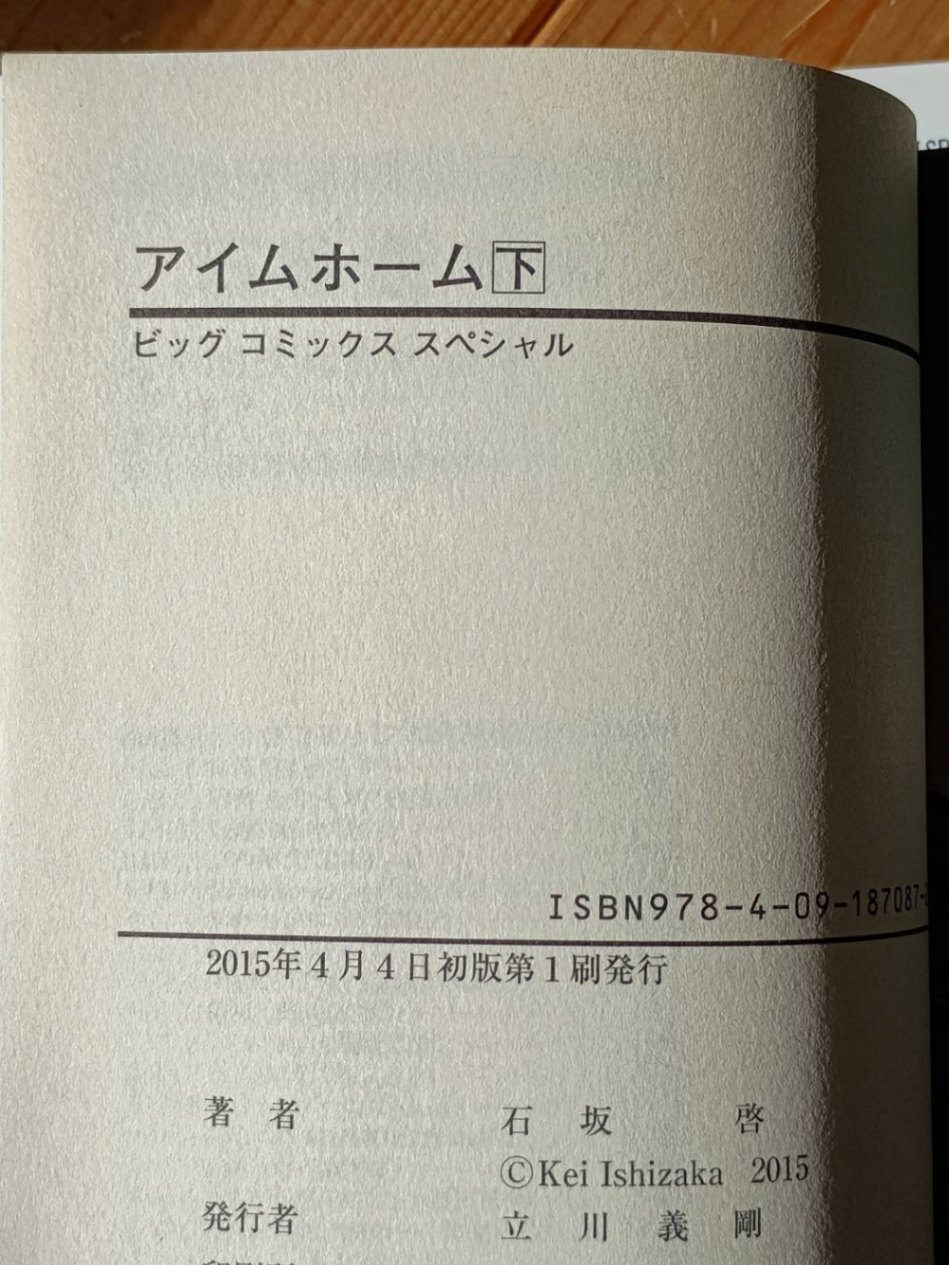 アイムホーム下
ビッグ コミックス スペシャル
ISBN978-4-09-187087-
2015年4月4日初版第1刷発行
著者 石坂 啓
©Kei Ishizaka 2015
発行者 立川義剛